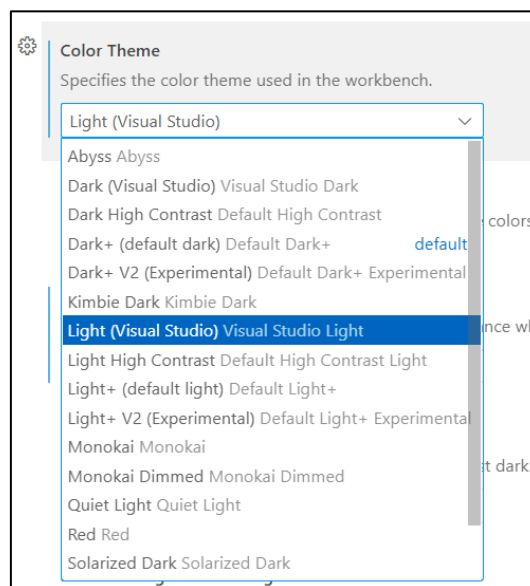 Color Theme
Specifies the color theme used in the workbench.
Light (Visual Studio)
Abyss Abyss
Dark (Visual Studio) Visual Studio Dark
Dark High Contrast Default High Contrast
colors
Dark+ (default dark) Default Dark+ default
Dark+ V2 (Experimental) Default Dark+ Experimental
Kimbie Dark Kimbie Dark
Light (Visual Studio) Visual Studio Light
Light High Contrast Default High Contrast Light
Light+ (default light) Default Light+
Light+ V2 (Experimental) Default Light+ Experimental
Monokai Monokai
Monokai Dimmed Monokai Dimmed
dark
Quiet Light Quiet Light
Red Red
Solarized Dark Solarized Dark